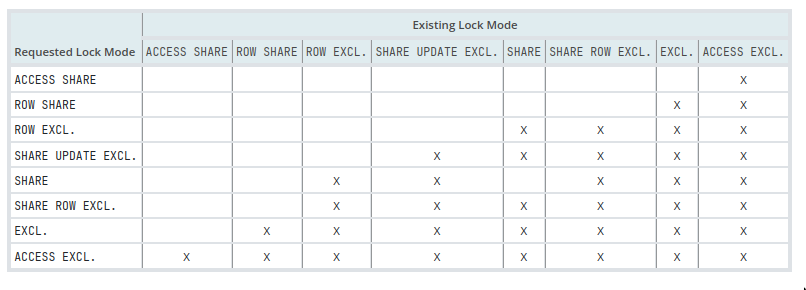 Existing Lock Mode
Requested Lock Mode ACCESS SHARE ROW SHARE ROW EXCL. SHARE UPDATE EXCL. SHARE SHARE ROW EXCL. EXCL. ACCESS EXCL.
ACCESS SHARE X
ROW SHARE X X
ROW EXCL. X X X X
SHARE UPDATE EXCL. X X X X X
SHARE X X X X X
SHARE ROW EXCL. X X X X X X
EXCL. X X X X X X X
ACCESS EXCL. X X X X X X X X